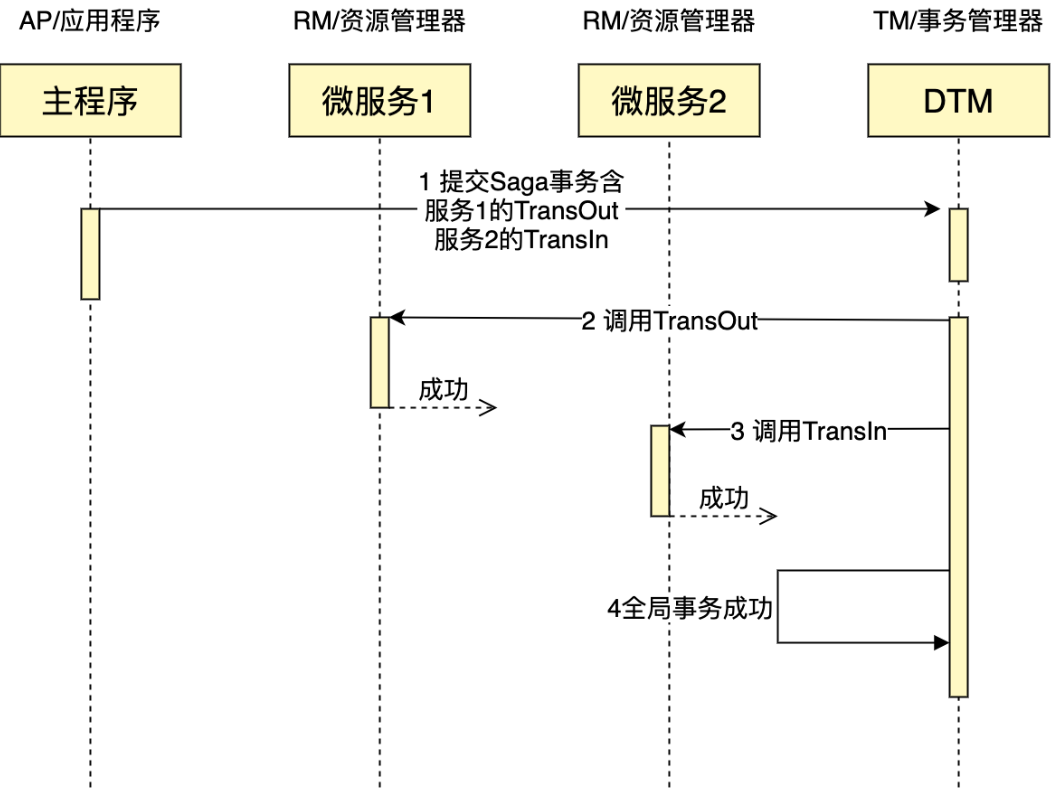 AP/应用程序
RM/资源管理器
RM/资源管理器
TM/事务管理器
主程序
微服务1
微服务2
DTM
1 提交Saga事务含
服务1的TransOut
服务2的TransIn
2 调用TransOut
成功
3 调用TransIn
成功
4全局事务成功